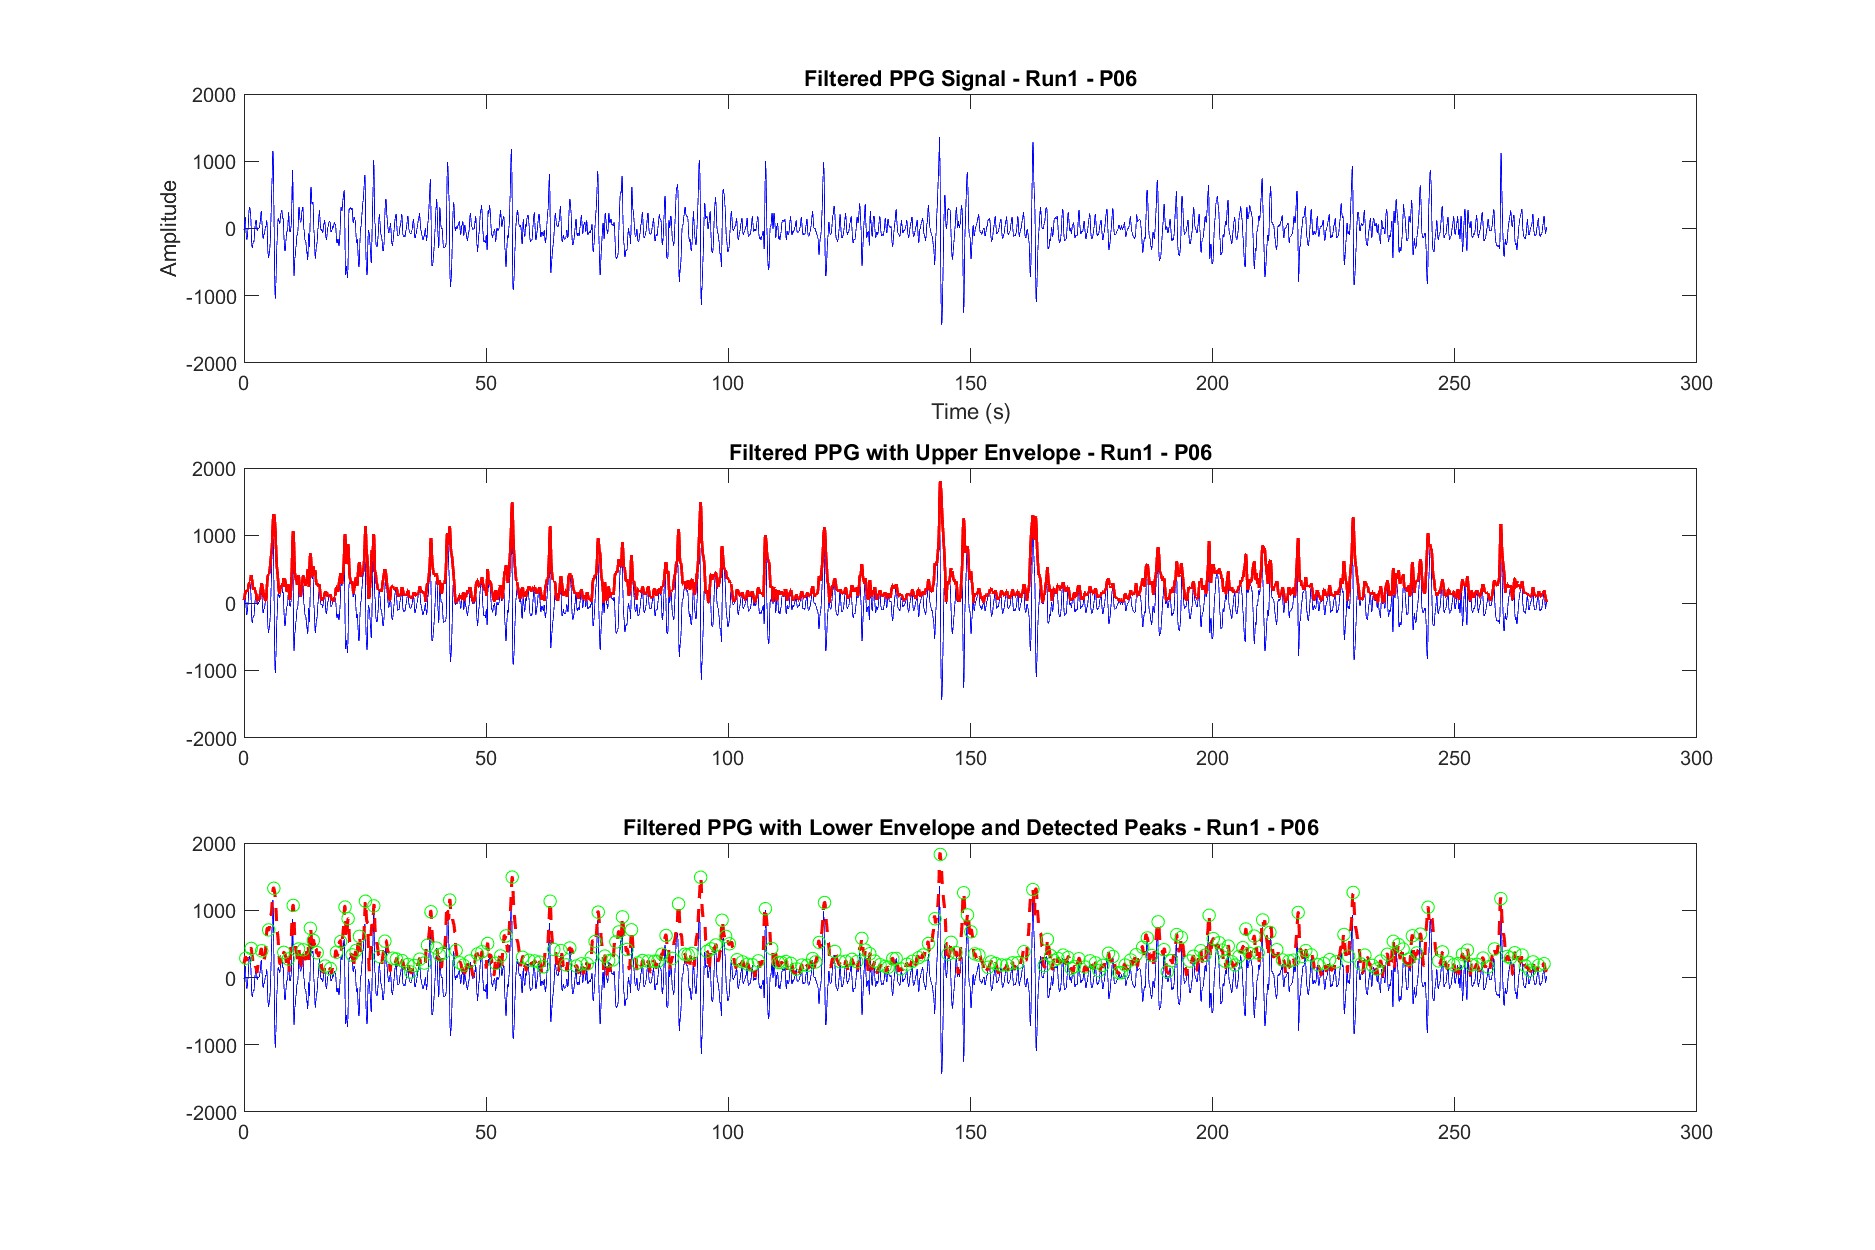 Filtered PPG Signal - Run1 - P06
2000
1000
0
-1000
-2000
Amplitude
0 50 100 150 200 250 300
Time (s)
Filtered PPG with Upper Envelope - Run1 - P06
2000
1000
0
-1000
-2000
0 50 100 150 200 250 300
Filtered PPG with Lower Envelope and Detected Peaks - Run1 - P06
2000
1000
0
-1000
-2000
0 50 100 150 200 250 300